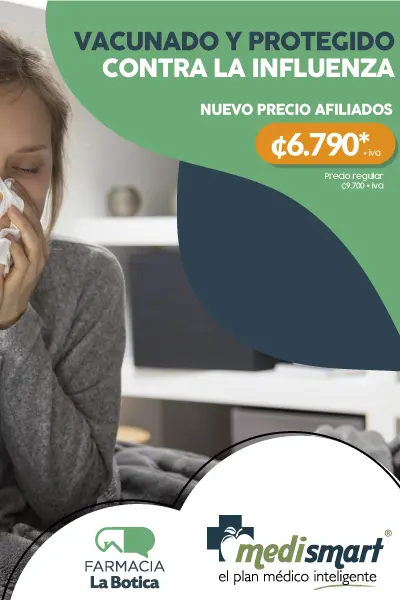 VACUNADO Y PROTEGIDO
CONTRA LA INFLUENZA
NUEVO PRECIO AFILIADOS
₡6.790* + iva
Precio regular
₡9.700 + iva
FARMACIA
La Botica
medismart®
el plan médico inteligente